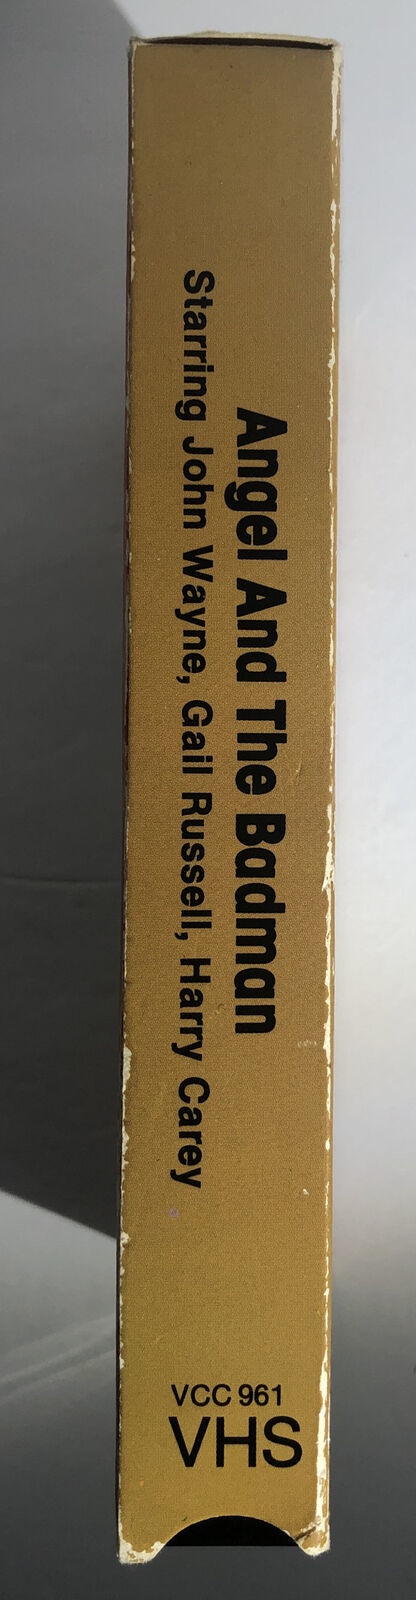 Angel And The Badman
Starring John Wayne, Gail Russell, Harry Carey
VCC 961
VHS